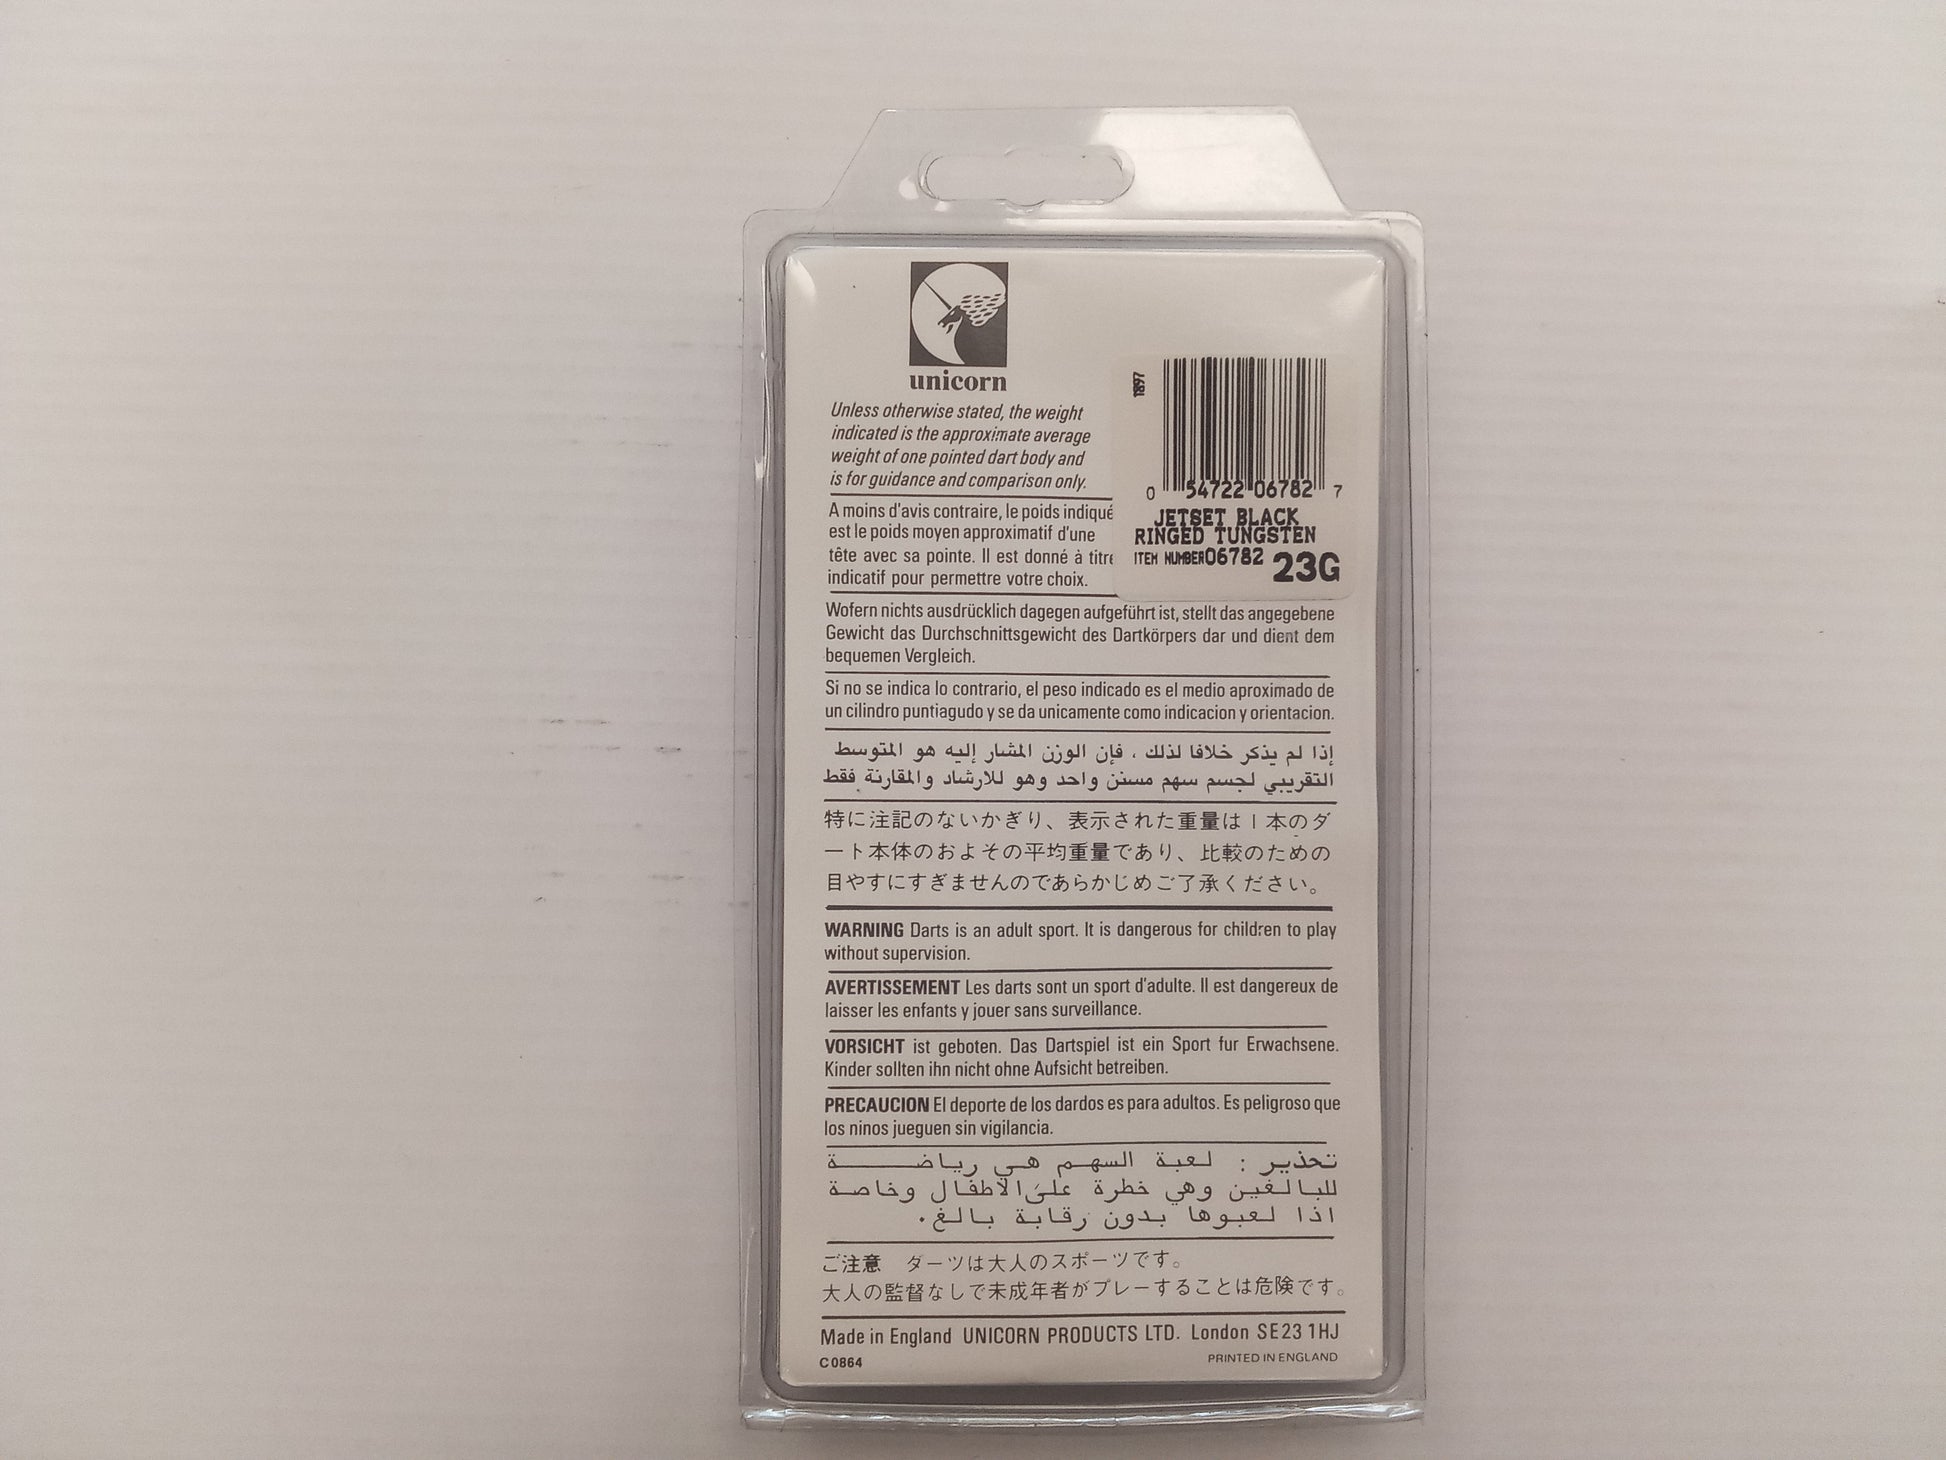 unicorn
Unless otherwise stated, the weight
indicated is the approximate average
weight of one pointed dart body and
is for guidance and comparison only.
1897
0 54722 06782 7
JETSET BLACK
RINGED TUNGSTEN
ITEM NUMBER06782 23G
A moins d'avis contraire, le poids indiqué
est le poids moyen approximatif d'une
tête avec sa pointe. Il est donné à titre
indicatif pour permettre votre choix.
Wofern nichts ausdrücklich dagegen aufgeführt ist, stellt das angegebene
Gewicht das Durchschnittsgewicht des Dartkörpers dar und dient dem
bequemen Vergleich.
Si no se indica lo contrario, el peso indicado es el medio aproximado de
un cilindro puntiagudo y se da unicamente como indicacion y orientacion.
إذا لم يذكر خلافا لذلك ، فإن الوزن المشار إليه هو المتوسط
التقريبي لجسم سهم مسنن واحد وهو للارشاد والمقارنة فقط
特に注記のないかぎり、表示された重量は1本のダ
ート本体のおよその平均重量であり、比較のための
目やすにすぎませんのであらかじめご了承ください。
WARNING Darts is an adult sport. It is dangerous for children to play
without supervision.
AVERTISSEMENT Les darts sont un sport d'adulte. Il est dangereux de
laisser les enfants y jouer sans surveillance.
VORSICHT ist geboten. Das Dartspiel ist ein Sport fur Erwachsene.
Kinder sollten ihn nicht ohne Aufsicht betreiben.
PRECAUCION El deporte de los dardos es para adultos. Es peligroso que
los ninos jueguen sin vigilancia.
تحذير : لعبة السهم هي رياضة
للبالغين وهي خطرة على الاطفال وخاصة
اذا لعبوها بدون رقابة بالغ.
ご注意 ダーツは大人のスポーツです。
大人の監督なしで未成年者がプレーすることは危険です。
Made in England UNICORN PRODUCTS LTD. London SE23 1HJ
C0864
PRINTED IN ENGLAND